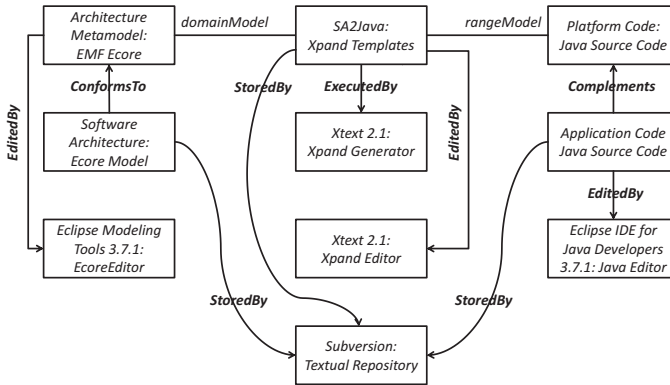 Architecture
Metamodel:
EMF Ecore
domainModel
SA2Java:
Xpand Templates
rangeModel
Platform Code:
Java Source Code
EditedBy
ConformsTo
StoredBy
ExecutedBy
EditedBy
Complements
Software
Architecture:
Ecore Model
Xtext 2.1:
Xpand Generator
Application Code
Java Source Code
EditedBy
Eclipse Modeling
Tools 3.7.1:
EcoreEditor
Xtext 2.1:
Xpand Editor
Eclipse IDE for
Java Developers
3.7.1: Java Editor
StoredBy
StoredBy
Subversion:
Textual Repository